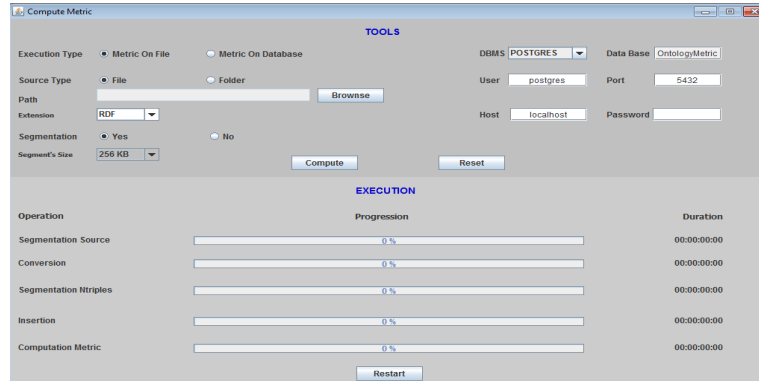 Compute Metric
TOOLS
Execution Type Metric On File Metric On Database DBMS POSTGRES Data Base OntologyMetric
Source Type File Folder User postgres Port 5432
Path Brownse
Extension RDF Host localhost Password
Segmentation Yes No
Segment's Size 256 KB
Compute Reset
EXECUTION
Operation Progression Duration
Segmentation Source 0 % 00:00:00:00
Conversion 0 % 00:00:00:00
Segmentation Ntriples 0 % 00:00:00:00
Insertion 0 % 00:00:00:00
Computation Metric 0 % 00:00:00:00
Restart